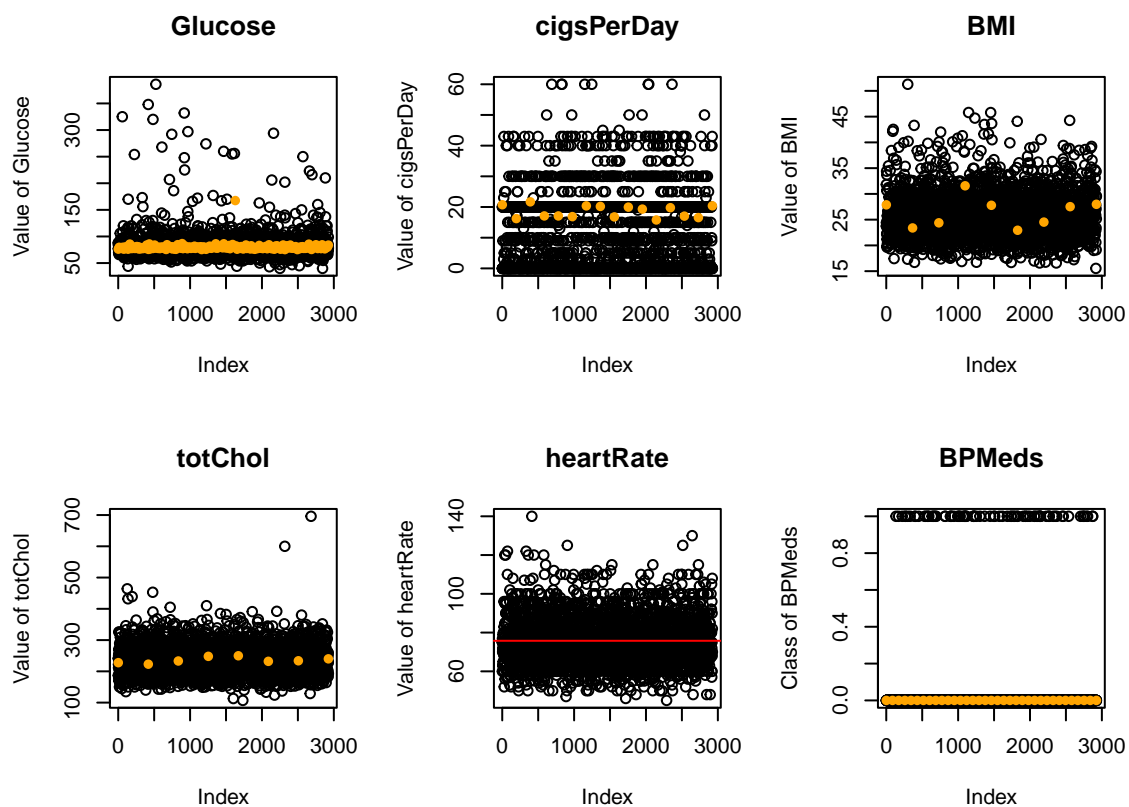 Glucose
Value of Glucose
50
150
300
0
1000
2000
3000
Index
cigsPerDay
Value of cigsPerDay
0
20
40
60
0
1000
2000
3000
Index
BMI
Value of BMI
15
25
35
45
0
1000
2000
3000
Index
totChol
Value of totChol
100
300
500
700
0
1000
2000
3000
Index
heartRate
Value of heartRate
60
100
140
0
1000
2000
3000
Index
BPMeds
Class of BPMeds
0.0
0.4
0.8
0
1000
2000
3000
Index